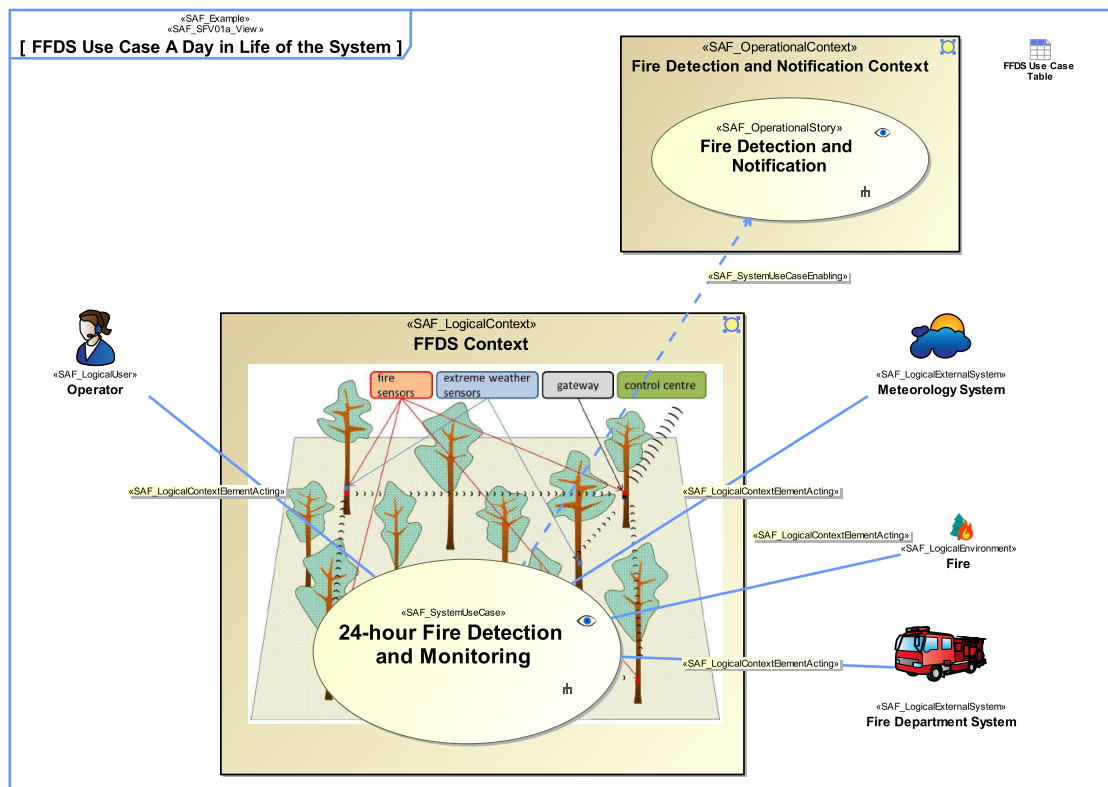 «SAF_Example»
«SAF_SFV01a_View»
[ FFDS Use Case A Day in Life of the System ]
«SAF_OperationalContext»
Fire Detection and Notification Context
FFDS Use Case
Table
«SAF_OperationalStory»
Fire Detection and
Notification
«SAF_SystemUseCaseEnabling»
«SAF_LogicalContext»
FFDS Context
«SAF_LogicalUser»
Operator
«SAF_LogicalExternalSystem»
Meteorology System
fire
sensors
extreme weather
sensors
gateway
control centre
«SAF_LogicalContextElementActing»
«SAF_LogicalContextElementActing»
«SAF_LogicalContextElementActing»
«SAF_LogicalEnvironment»
Fire
«SAF_SystemUseCase»
24-hour Fire Detection
and Monitoring
«SAF_LogicalContextElementActing»
«SAF_LogicalExternalSystem»
Fire Department System